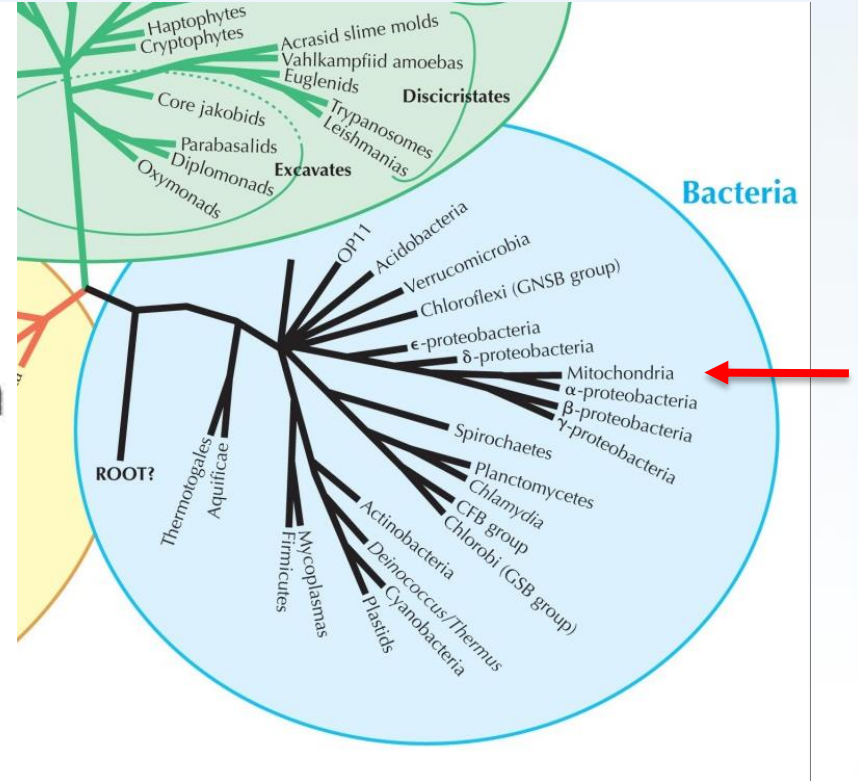 Haptophytes
Cryptophytes
Acrasid slime molds
Vahlkampfiid amoebas
Euglenids
Discicristates
Core jakobids
Trypanosomes
Leishmanias
Parabasalids
Diplomonads
Excavates
Oxymonads
Bacteria
OP11
Acidobacteria
Verrucomicrobia
Chloroflexi (GNSB group)
ϵ-proteobacteria
δ-proteobacteria
Mitochondria
α-proteobacteria
β-proteobacteria
γ-proteobacteria
Spirochaetes
ROOT?
Thermotogales
Aquificae
Planctomycetes
Chlamydia
CFB group
Chlorobi (GSB group)
Actinobacteria
Deinococcus/Thermus
Cyanobacteria
Plastids
Mycoplasmas
Firmicutes